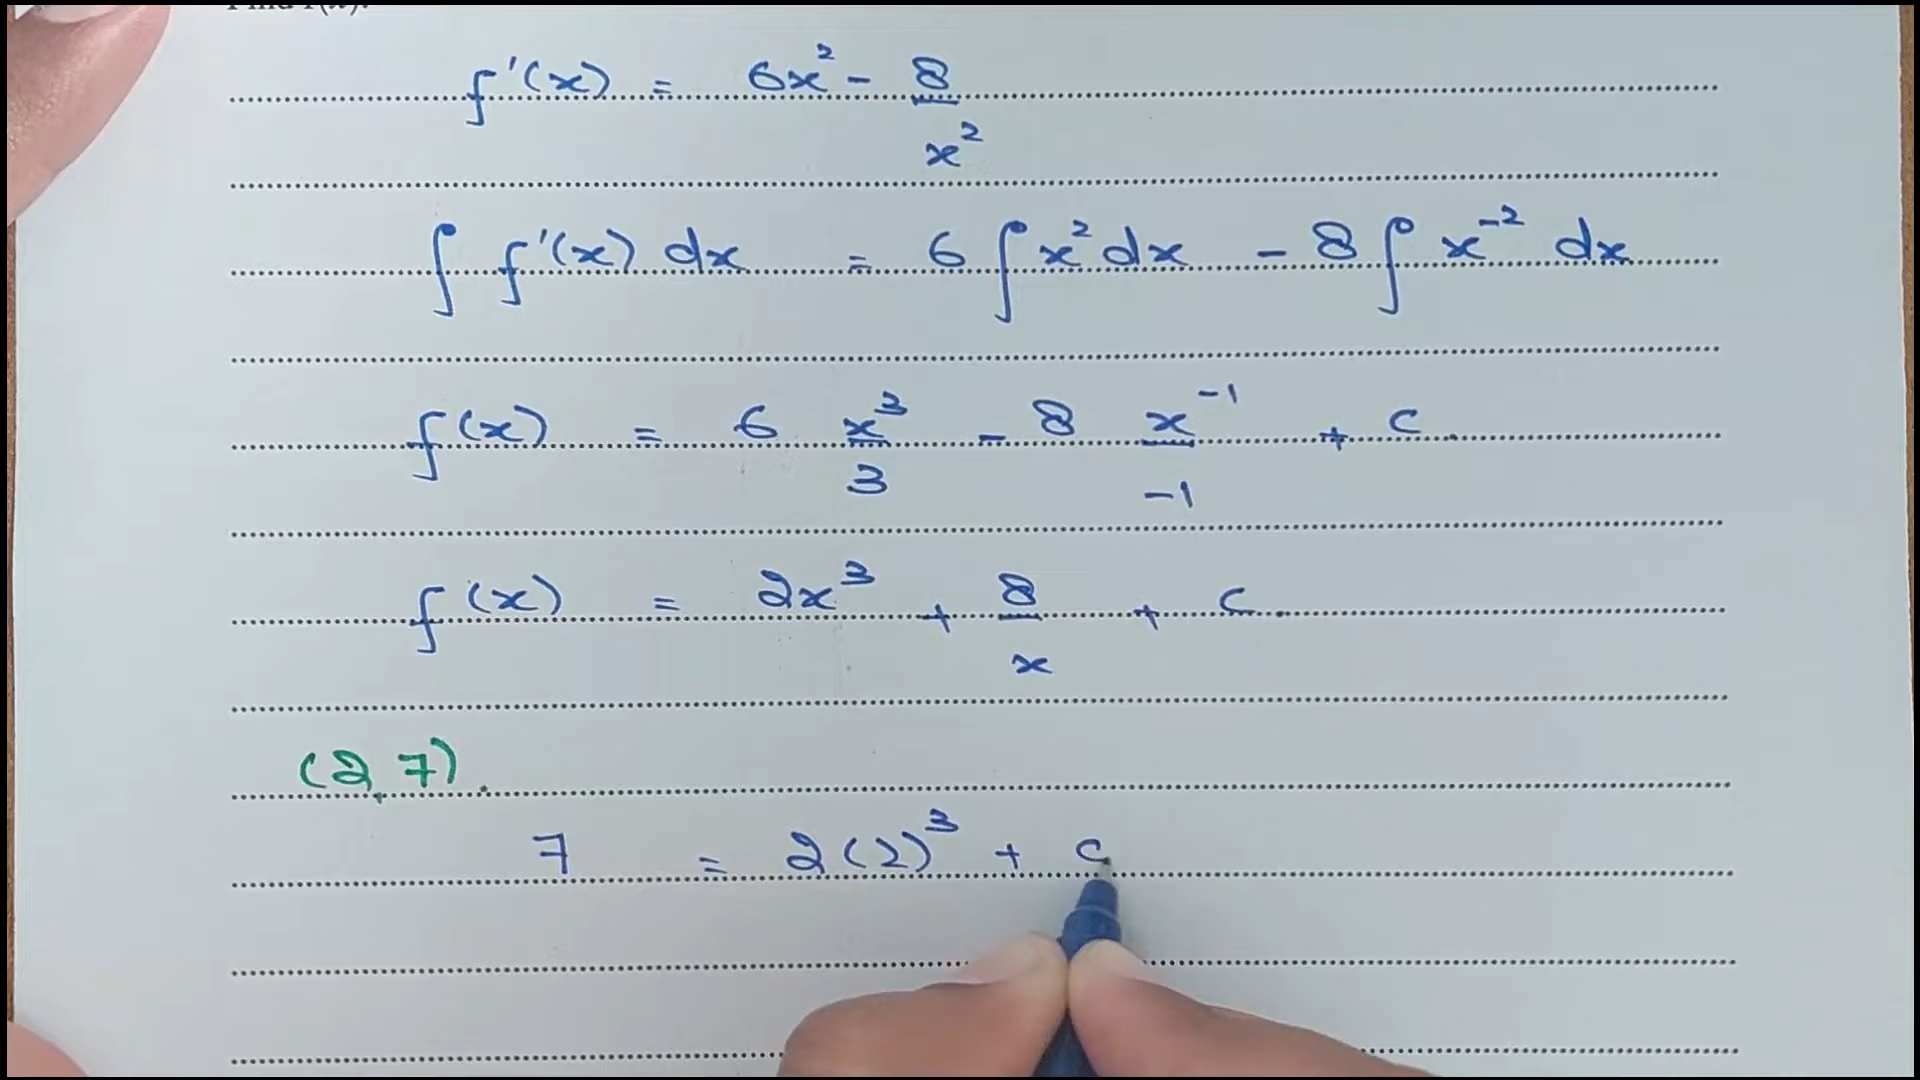 Find f(x).
f'(x) = 6x² - 8/x²
∫ f'(x) dx = 6 ∫ x² dx - 8 ∫ x⁻² dx
f(x) = 6 x³/3 - 8 x⁻¹/-1 + c.
f(x) = 2x³ + 8/x + c.
(2,7).
7 = 2(2)³ + c